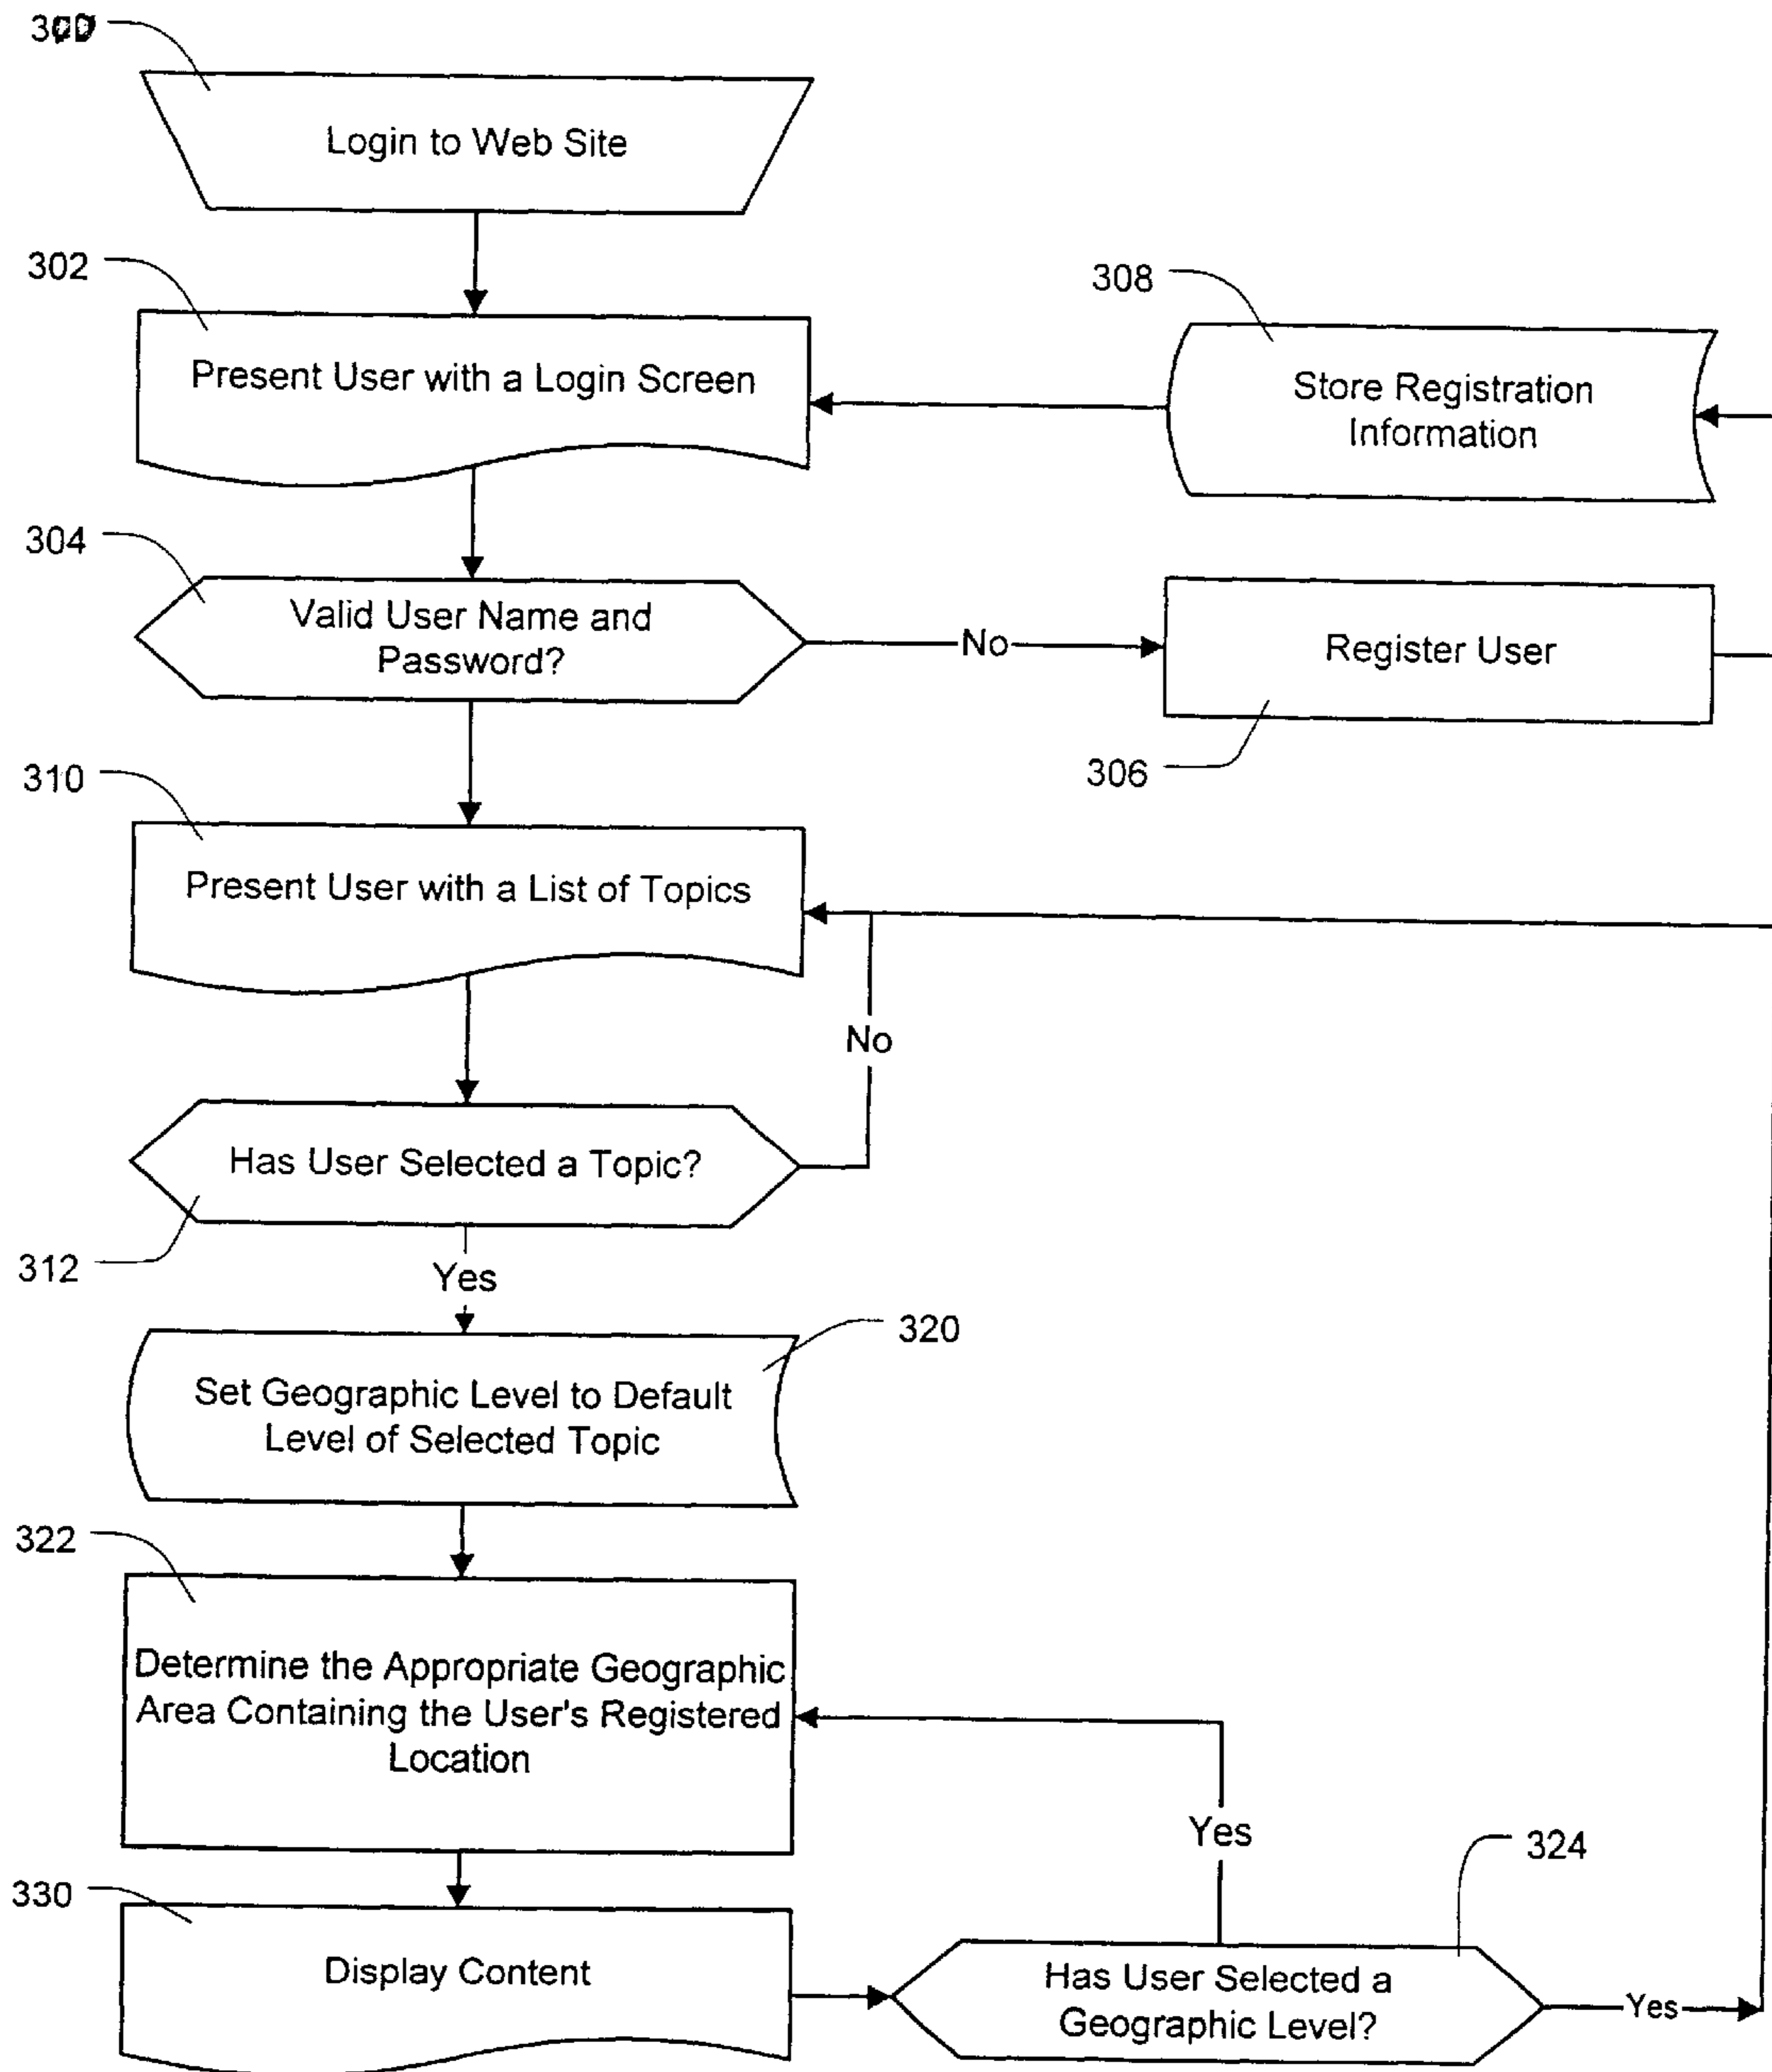 Login to Web Site
302
Present User with a Login Screen
308
Store Registration
Information
304
Valid User Name and
Password?
No
Register User
306
310
Present User with a List of Topics
No
Has User Selected a Topic?
312
Yes
320
Set Geographic Level to Default
Level of Selected Topic
322
Determine the Appropriate Geographic
Area Containing the User's Registered
Location
Yes
324
330
Display Content
Has User Selected a
Geographic Level?
Yes